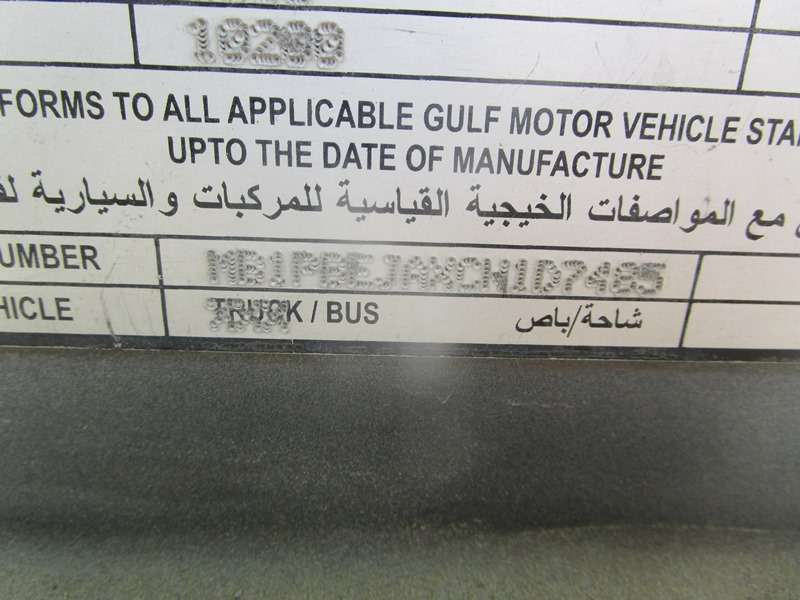 10200
FORMS TO ALL APPLICABLE GULF MOTOR VEHICLE STA
UPTO THE DATE OF MANUFACTURE
مع المواصفات الخيجية القياسية للمركبات والسيارية
UMBER
HICLE TRUCK / BUS شاحة/باص